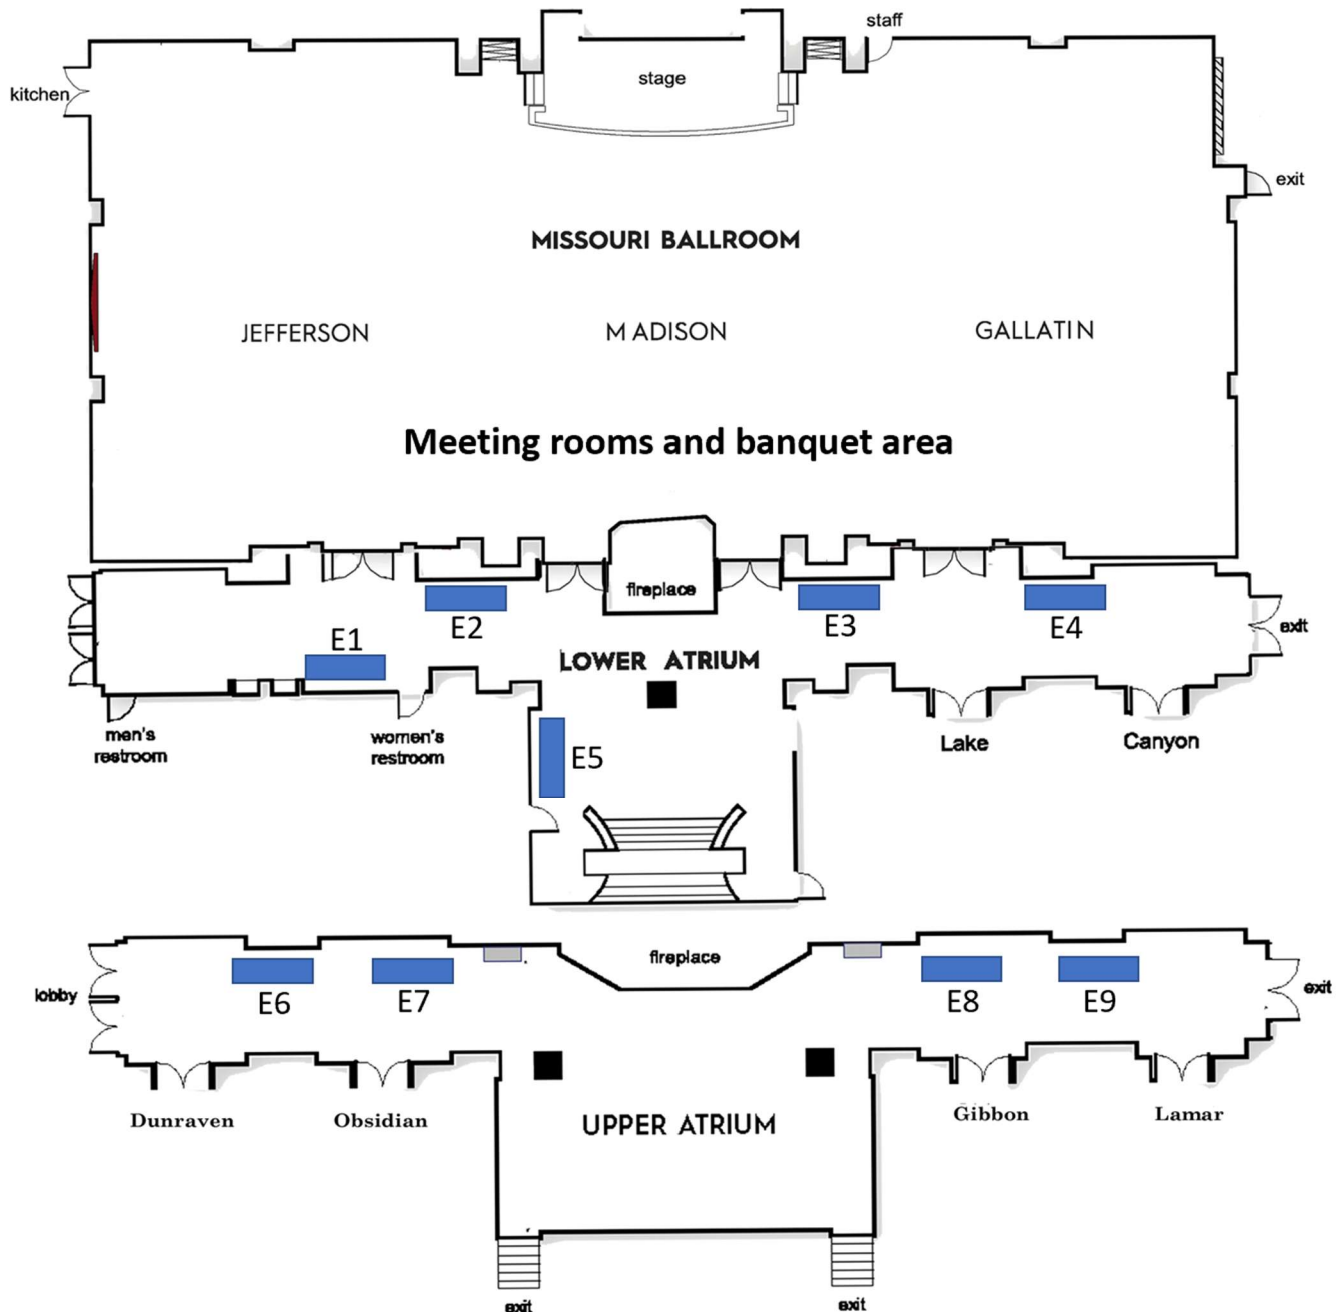 staff
stage
kitchen
exit
MISSOURI BALLROOM
JEFFERSON
MADISON
GALLATIN
Meeting rooms and banquet area
fireplace
E1
E2
E3
E4
exit
LOWER ATRIUM
men's
restroom
women's
restroom
Lake
Canyon
E5
fireplace
lobby
E6
E7
E8
E9
exit
Dunraven
Obsidian
Gibbon
Lamar
UPPER ATRIUM
exit
exit